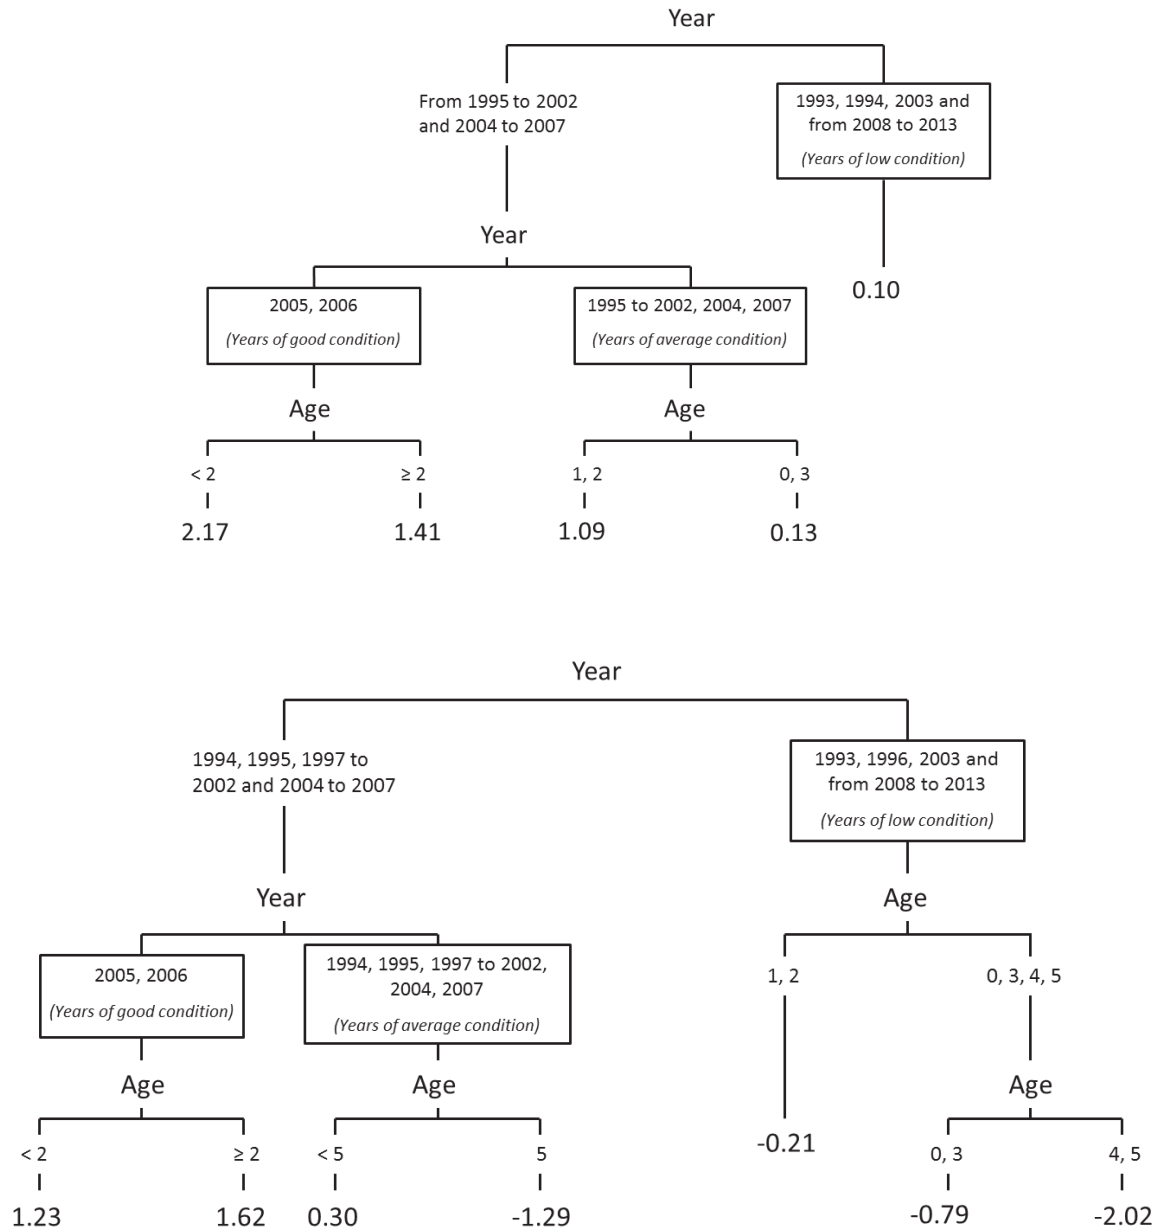 Year
From 1995 to 2002
and 2004 to 2007
1993, 1994, 2003 and
from 2008 to 2013
(Years of low condition)
0.10
Year
2005, 2006
(Years of good condition)
1995 to 2002, 2004, 2007
(Years of average condition)
Age
Age
< 2
≥ 2
1, 2
0, 3
2.17
1.41
1.09
0.13
Year
1994, 1995, 1997 to
2002 and 2004 to 2007
1993, 1996, 2003 and
from 2008 to 2013
(Years of low condition)
Year
Age
2005, 2006
(Years of good condition)
1994, 1995, 1997 to 2002,
2004, 2007
(Years of average condition)
1, 2
0, 3, 4, 5
Age
Age
Age
< 2
≥ 2
< 5
5
-0.21
0, 3
4, 5
1.23
1.62
0.30
-1.29
-0.79
-2.02